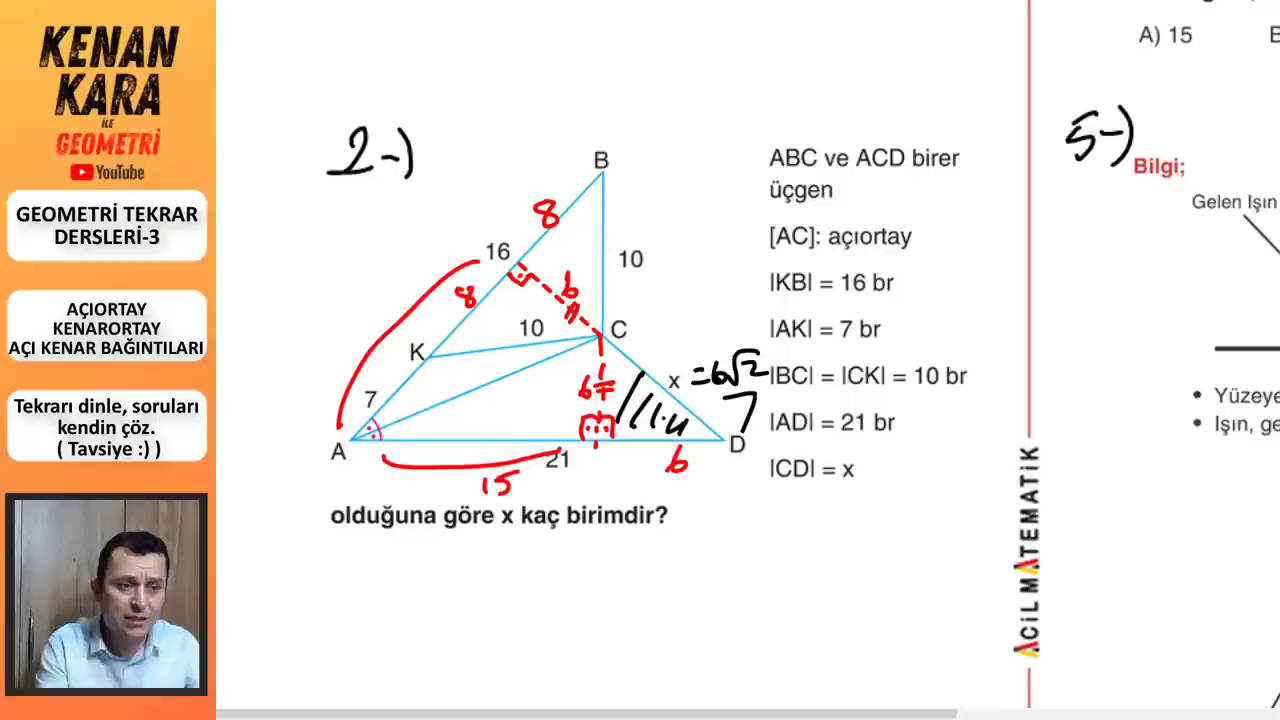 KENAN
KARA
İLE
GEOMETRİ
YouTube
GEOMETRİ TEKRAR
DERSLERİ-3
AÇIORTAY
KENARORTAY
AÇI KENAR BAĞINTILARI
Tekrarı dinle, soruları
kendin çöz.
( Tavsiye :) )
2-)
B
8
16
10
8
6
10
C
K
6
x
=6√2
7
A
21
15
6
D
ABC ve ACD birer
üçgen
[AC]: açıortay
|KB| = 16 br
|AK| = 7 br
|BC| = |CK| = 10 br
|AD| = 21 br
|CD| = x
olduğuna göre x kaç birimdir?
ACİL MATEMATİK
A) 15
B
5-)
Bilgi;
Gelen Işın
• Yüzeye
• Işın, ge